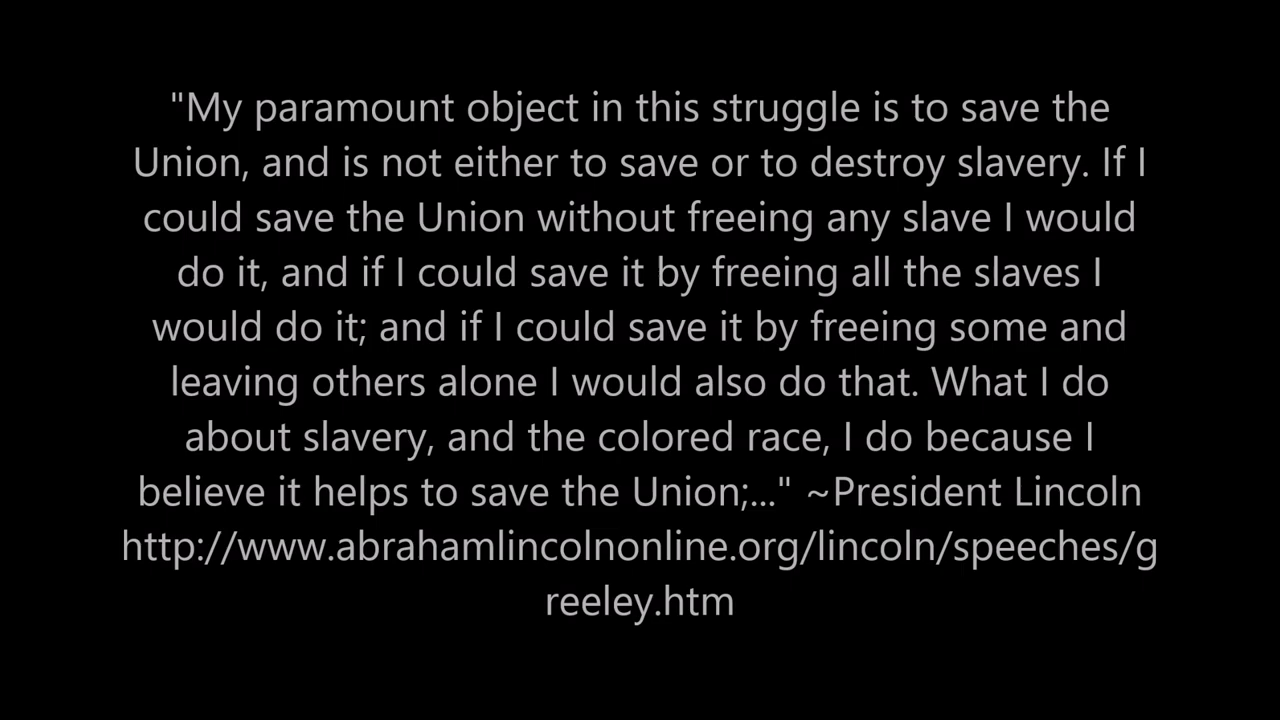 "My paramount object in this struggle is to save the
Union, and is not either to save or to destroy slavery. If I
could save the Union without freeing any slave I would
do it, and if I could save it by freeing all the slaves I
would do it; and if I could save it by freeing some and
leaving others alone I would also do that. What I do
about slavery, and the colored race, I do because I
believe it helps to save the Union;..." ~President Lincoln
http://www.abrahamlincolnonline.org/lincoln/speeches/g
reeley.htm